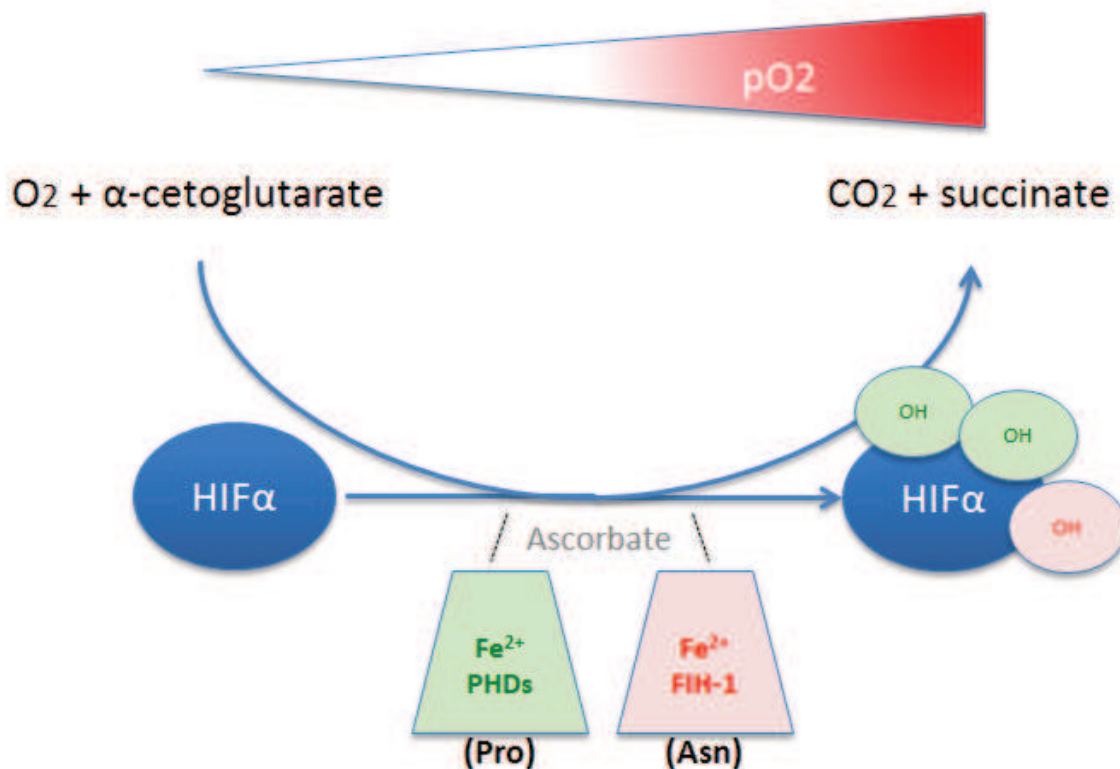 pO2
O2 + α-cetoglutarate
CO2 + succinate
OH
OH
HIFα
HIFα
OH
Ascorbate
Fe²⁺
PHDs
Fe²⁺
FIH-1
(Pro)
(Asn)